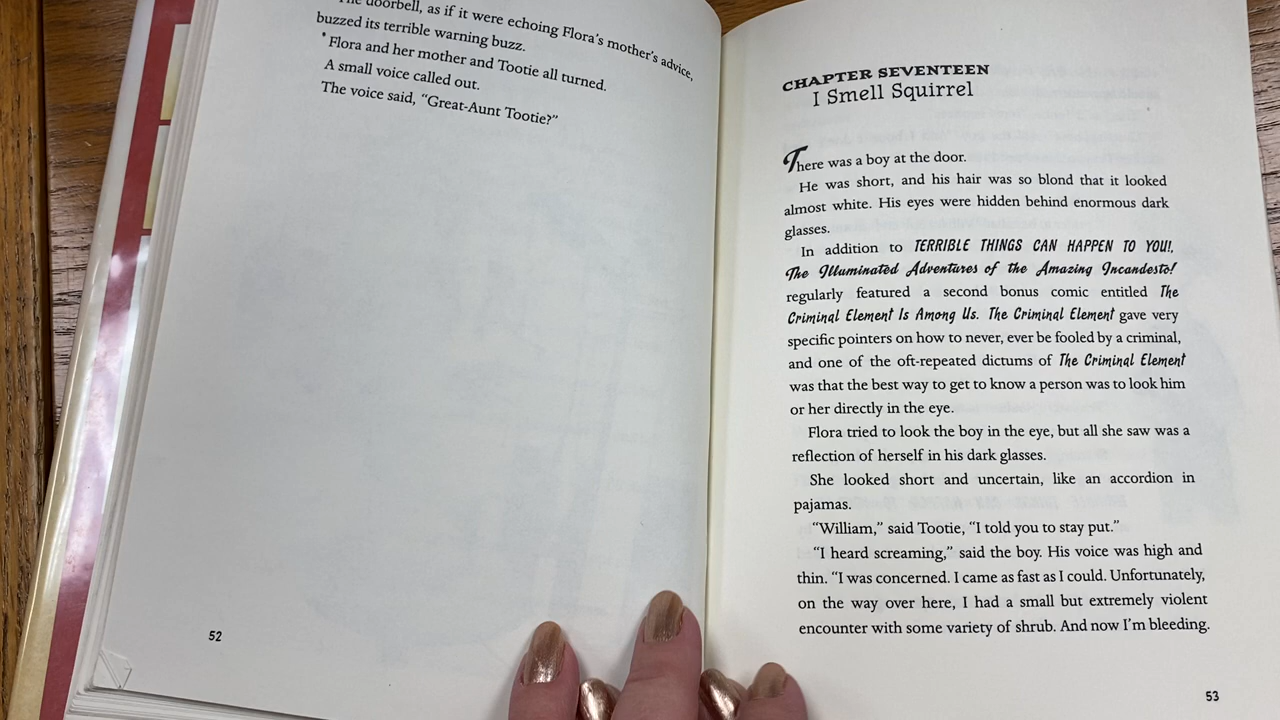 The doorbell, as if it were echoing Flora's mother's advice,
buzzed its terrible warning buzz.
Flora and her mother and Tootie all turned.
A small voice called out.
The voice said, “Great-Aunt Tootie?”
52
CHAPTER SEVENTEEN
I Smell Squirrel
There was a boy at the door.
He was short, and his hair was so blond that it looked
almost white. His eyes were hidden behind enormous dark
glasses.
In addition to TERRIBLE THINGS CAN HAPPEN TO YOU!,
The Illuminated Adventures of the Amazing Incandesto!
regularly featured a second bonus comic entitled The
Criminal Element Is Among Us. The Criminal Element gave very
specific pointers on how to never, ever be fooled by a criminal,
and one of the oft-repeated dictums of The Criminal Element
was that the best way to get to know a person was to look him
or her directly in the eye.
Flora tried to look the boy in the eye, but all she saw was a
reflection of herself in his dark glasses.
She looked short and uncertain, like an accordion in
pajamas.
“William,” said Tootie, “I told you to stay put.”
“I heard screaming,” said the boy. His voice was high and
thin. “I was concerned. I came as fast as I could. Unfortunately,
on the way over here, I had a small but extremely violent
encounter with some variety of shrub. And now I'm bleeding.
53